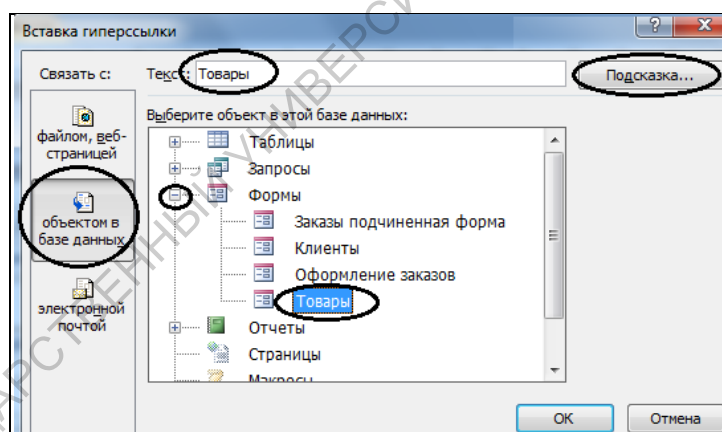 Вставка гиперссылки
Связать с:
Текст: Товары
Подсказка...
Выберите объект в этой базе данных:
файлом, веб-
страницей
объектом в
базе данных
электронной
почтой
Таблицы
Запросы
Формы
Заказы подчиненная форма
Клиенты
Оформление заказов
Товары
Отчеты
Страницы
Макросы
ОК
Отмена